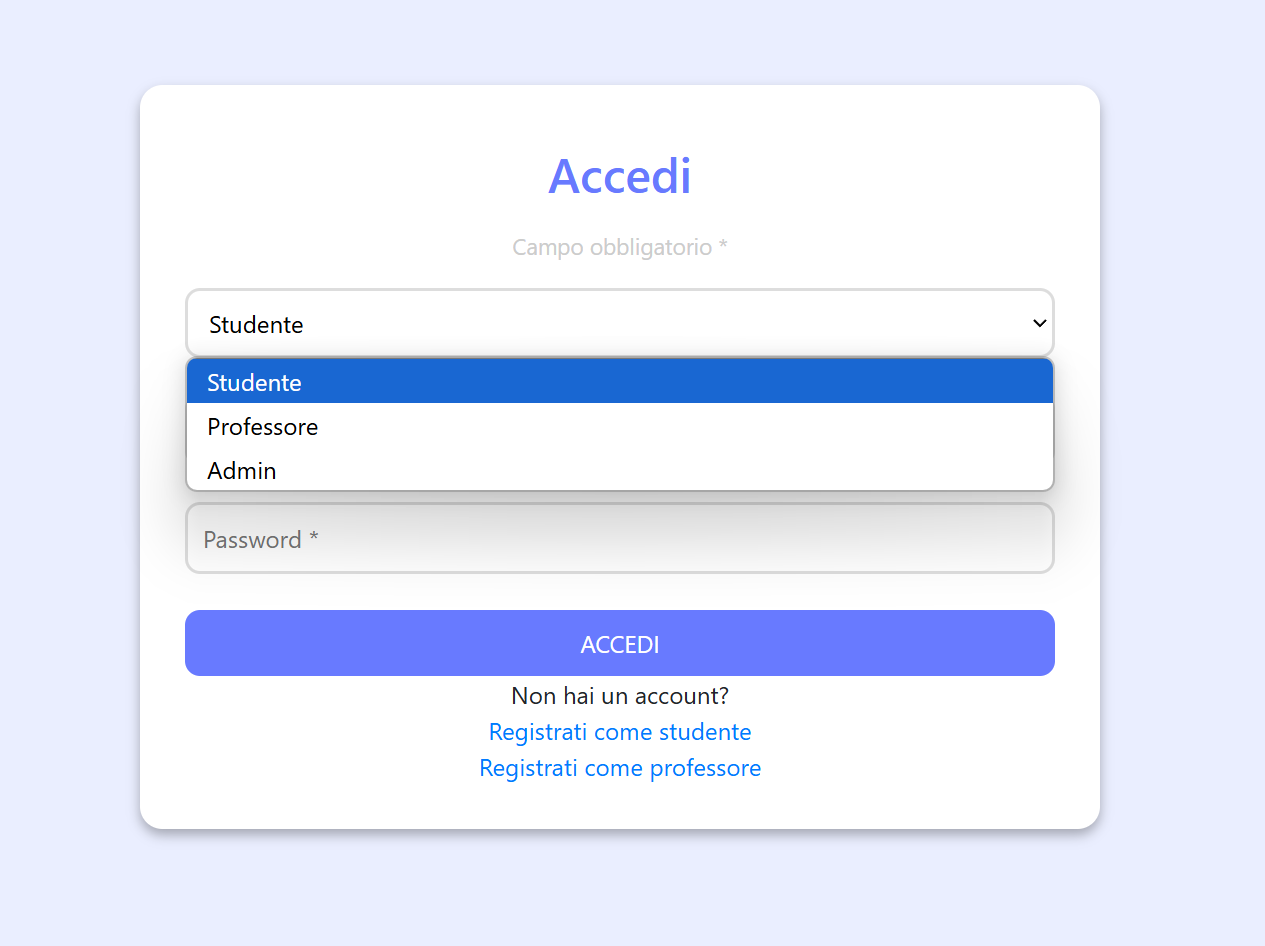 Accedi
Campo obbligatorio *
Studente
Studente
Professore
Admin
Password *
ACCEDI
Non hai un account?
Registrati come studente
Registrati come professore